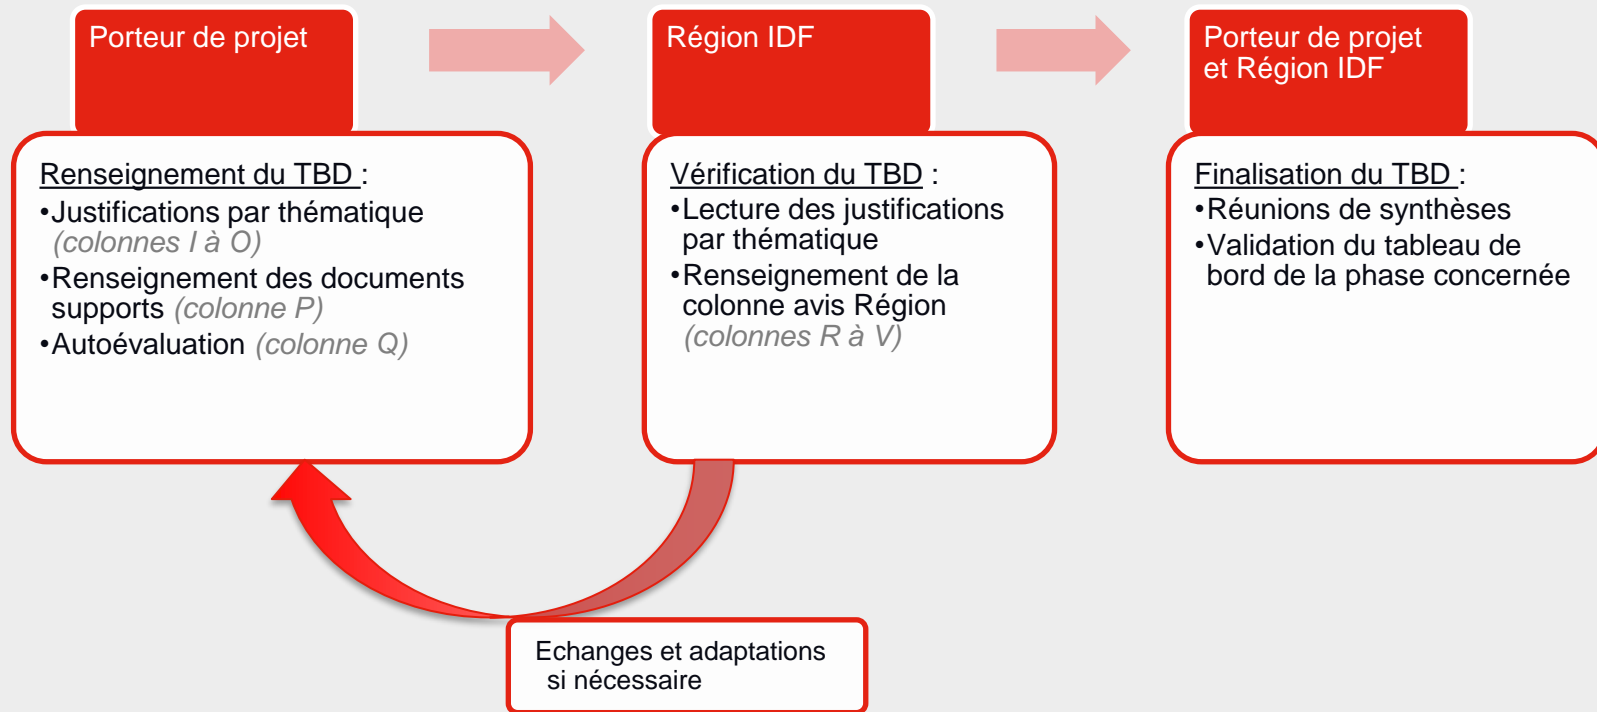 Porteur de projet
Renseignement du TBD :
•Justifications par thématique
(colonnes I à O)
•Renseignement des documents
supports (colonne P)
•Autoévaluation (colonne Q)
Région IDF
Vérification du TBD :
•Lecture des justifications
par thématique
•Renseignement de la
colonne avis Région
(colonnes R à V)
Porteur de projet
et Région IDF
Finalisation du TBD :
•Réunions de synthèses
•Validation du tableau de
bord de la phase concernée
Echanges et adaptations
si nécessaire